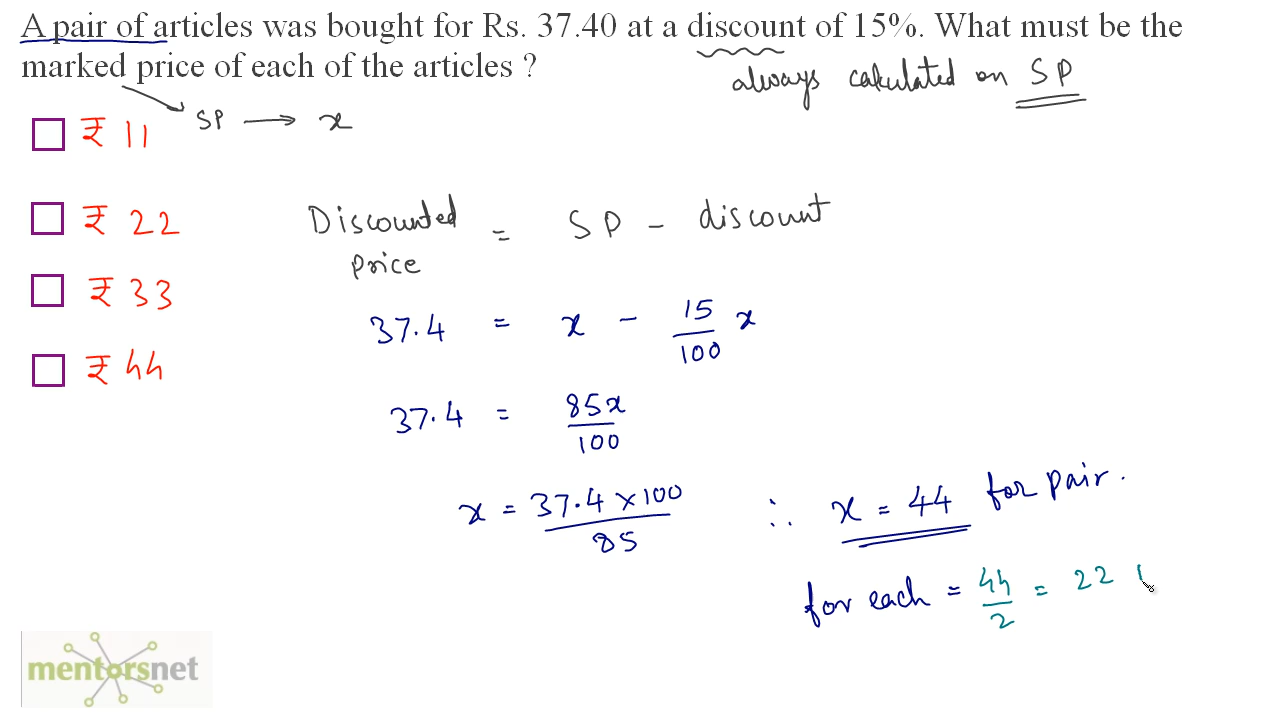 A pair of articles was bought for Rs. 37.40 at a discount of 15%. What must be the
marked price of each of the articles ?
always calculated on SP
SP → x
₹ 11
₹ 22
₹ 33
₹ 44
Discounted price = SP - discount
37.4 = x - 15/100 x
37.4 = 85x/100
x = 37.4 × 100/85
∴ x = 44 for pair.
for each = 44/2 = 22
mentorsnet